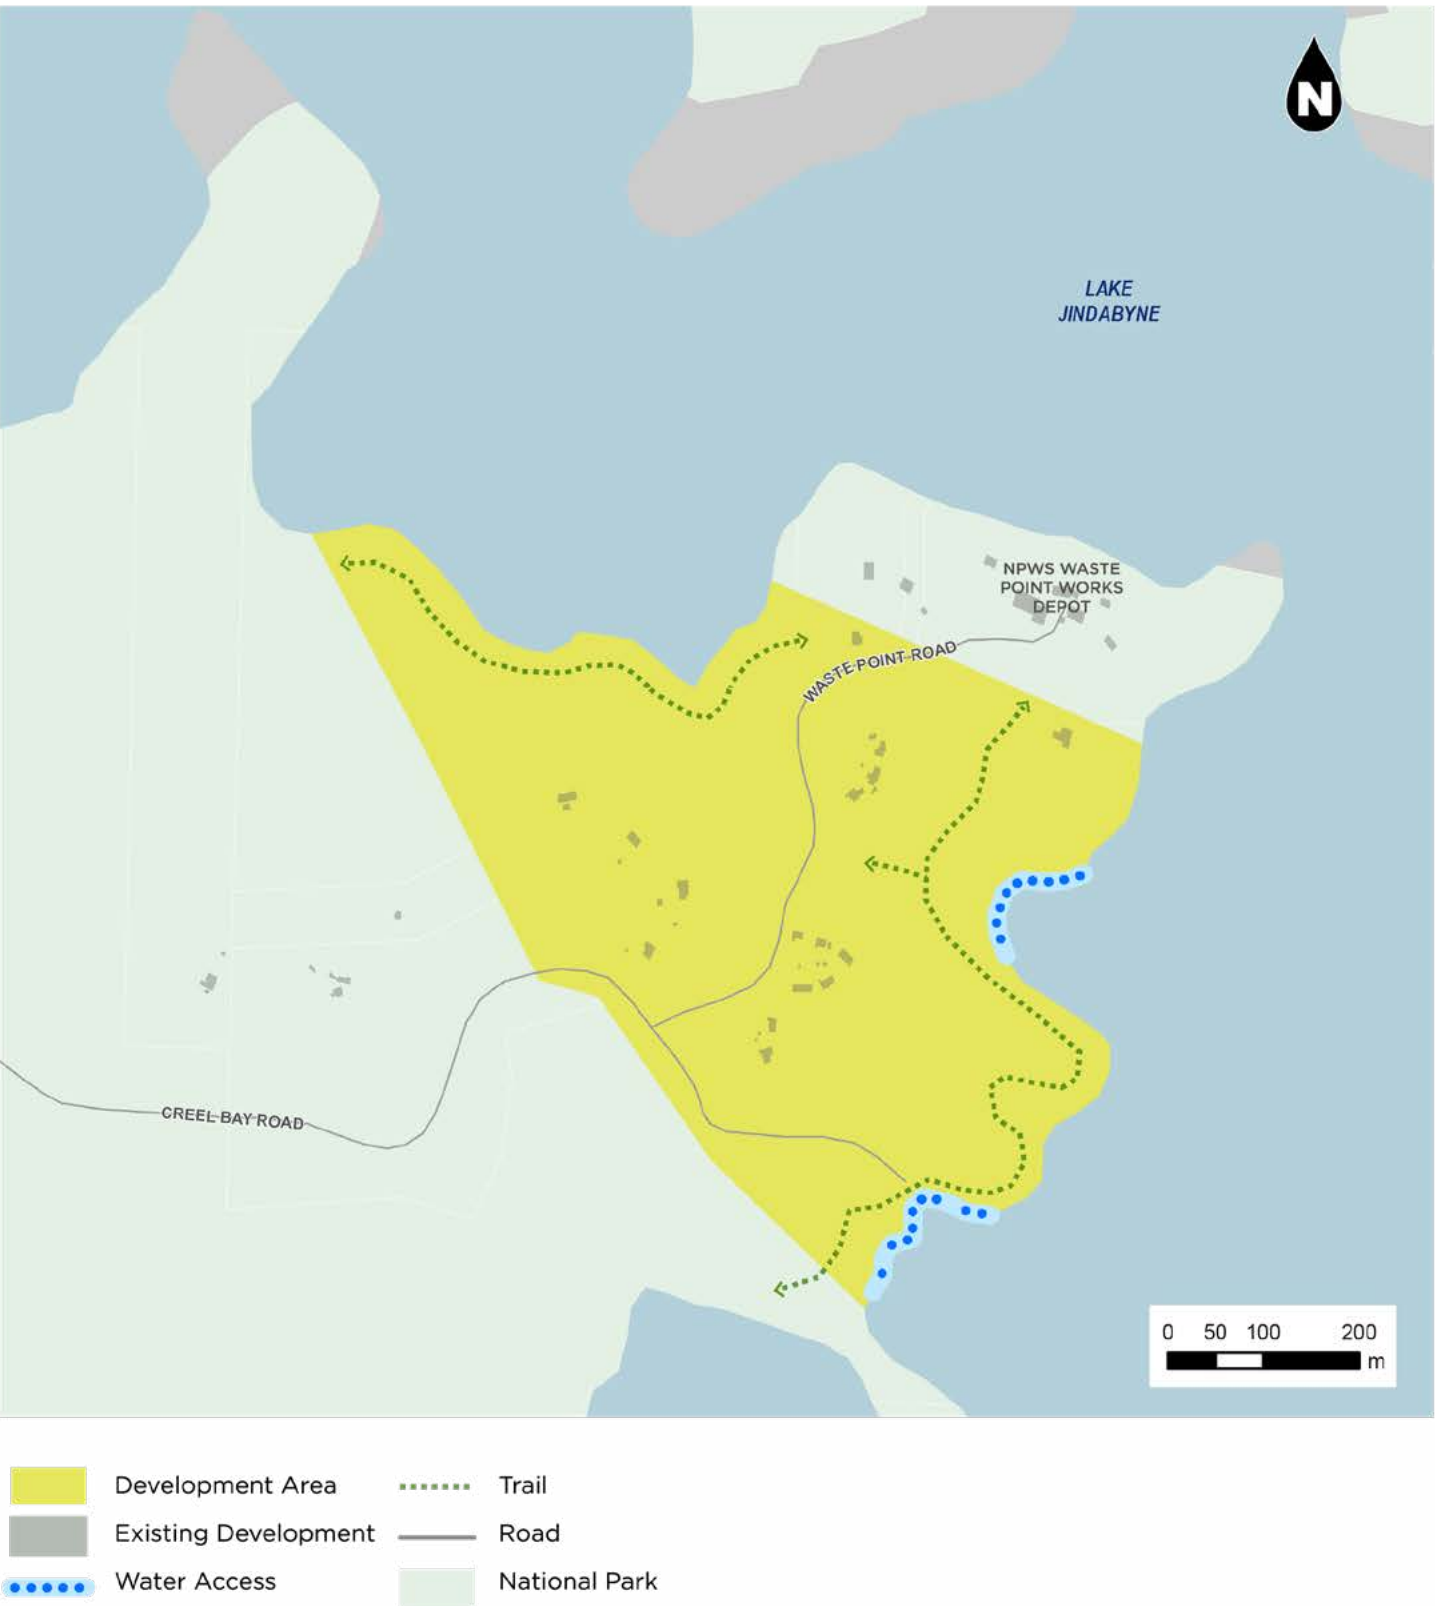 N
LAKE
JINDABYNE
NPWS WASTE
POINT WORKS
DEPOT
WASTE POINT ROAD
CREEL BAY ROAD
0 50 100 200
m
Development Area
Trail
Existing Development
Road
Water Access
National Park